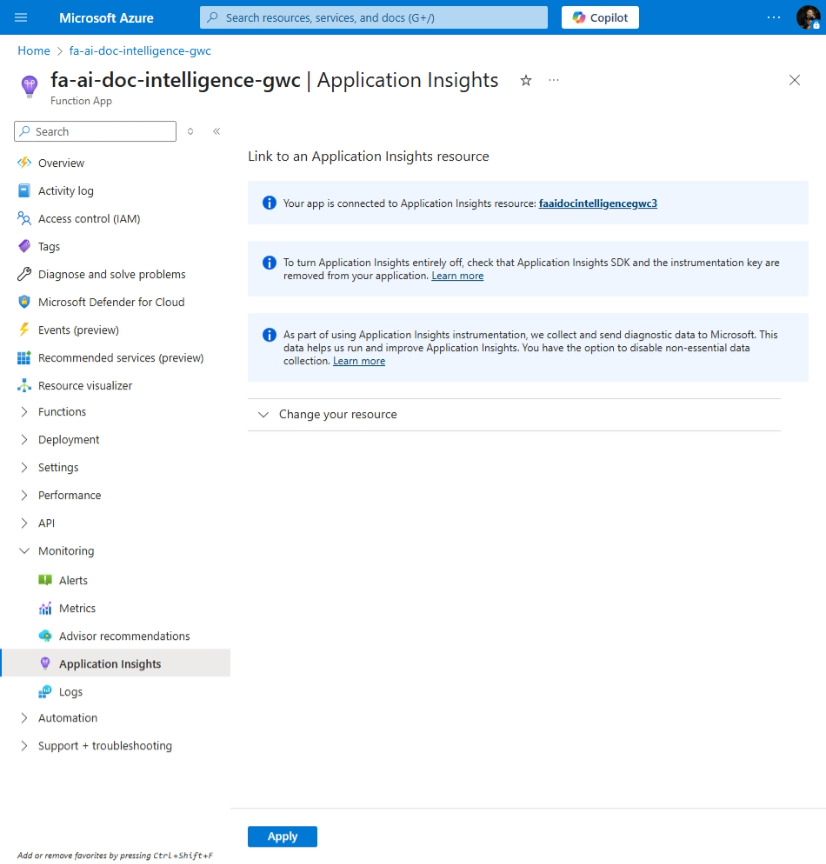 Microsoft Azure
Search resources, services, and docs (G+/)
Copilot
Home > fa-ai-doc-intelligence-gwc
fa-ai-doc-intelligence-gwc | Application Insights
Function App
Search
Link to an Application Insights resource
Overview
Activity log
Access control (IAM)
Tags
Diagnose and solve problems
Microsoft Defender for Cloud
Events (preview)
Recommended services (preview)
Resource visualizer
Functions
Deployment
Settings
Performance
API
Monitoring
Alerts
Metrics
Advisor recommendations
Application Insights
Logs
Automation
Support + troubleshooting
Your app is connected to Application Insights resource: faaidocintelligencegwc3
To turn Application Insights entirely off, check that Application Insights SDK and the instrumentation key are
removed from your application. Learn more
As part of using Application Insights instrumentation, we collect and send diagnostic data to Microsoft. This
data helps us run and improve Application Insights. You have the option to disable non-essential data
collection. Learn more
Change your resource
Apply
Add or remove favorites by pressing Ctrl+Shift+F